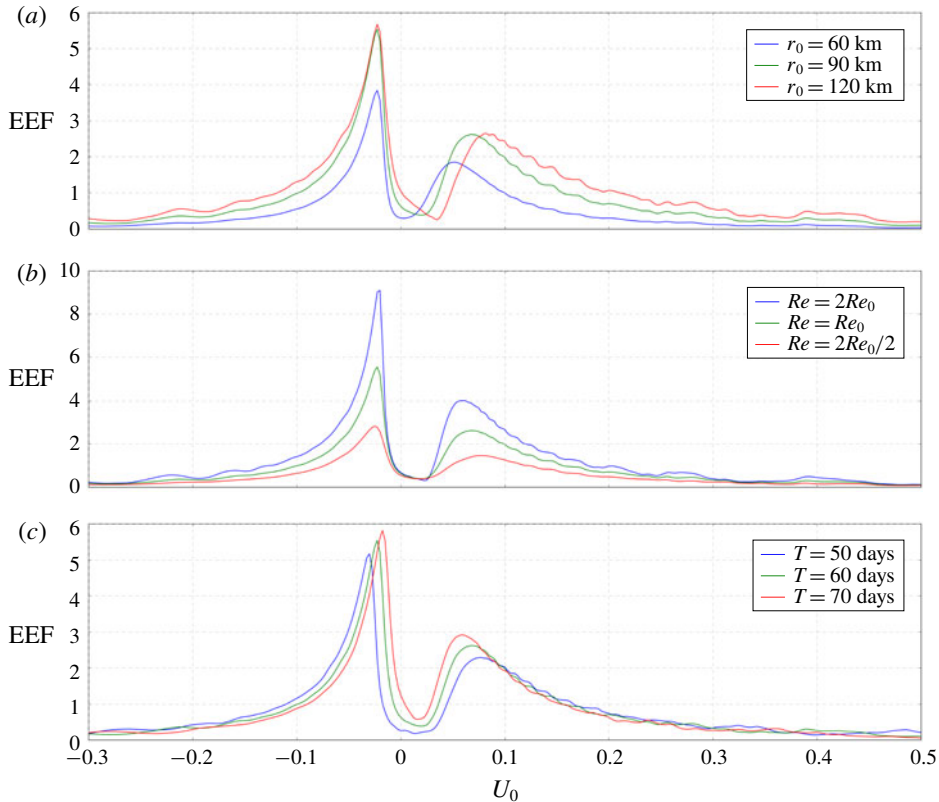 (a)
6
5
4
3
2
1
0
EEF
r₀ = 60 km
r₀ = 90 km
r₀ = 120 km
(b)
10
8
6
4
2
0
EEF
Re = 2Re₀
Re = Re₀
Re = 2Re₀/2
(c)
6
5
4
3
2
1
0
EEF
T = 50 days
T = 60 days
T = 70 days
−0.3 −0.2 −0.1 0 0.1 0.2 0.3 0.4 0.5
U₀